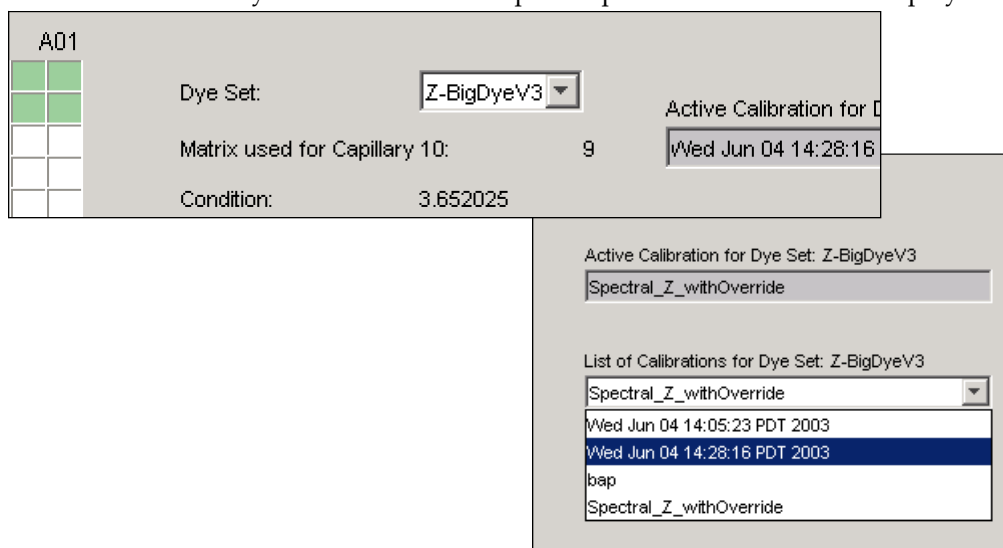 A01
Dye Set:
Z-BigDyeV3
Matrix used for Capillary 10:
9
Condition:
3.652025
Active Calibration for
Wed Jun 04 14:28:16
Active Calibration for Dye Set: Z-BigDyeV3
Spectral_Z_withOverride
List of Calibrations for Dye Set: Z-BigDyeV3
Spectral_Z_withOverride
Wed Jun 04 14:05:23 PDT 2003
Wed Jun 04 14:28:16 PDT 2003
bap
Spectral_Z_withOverride